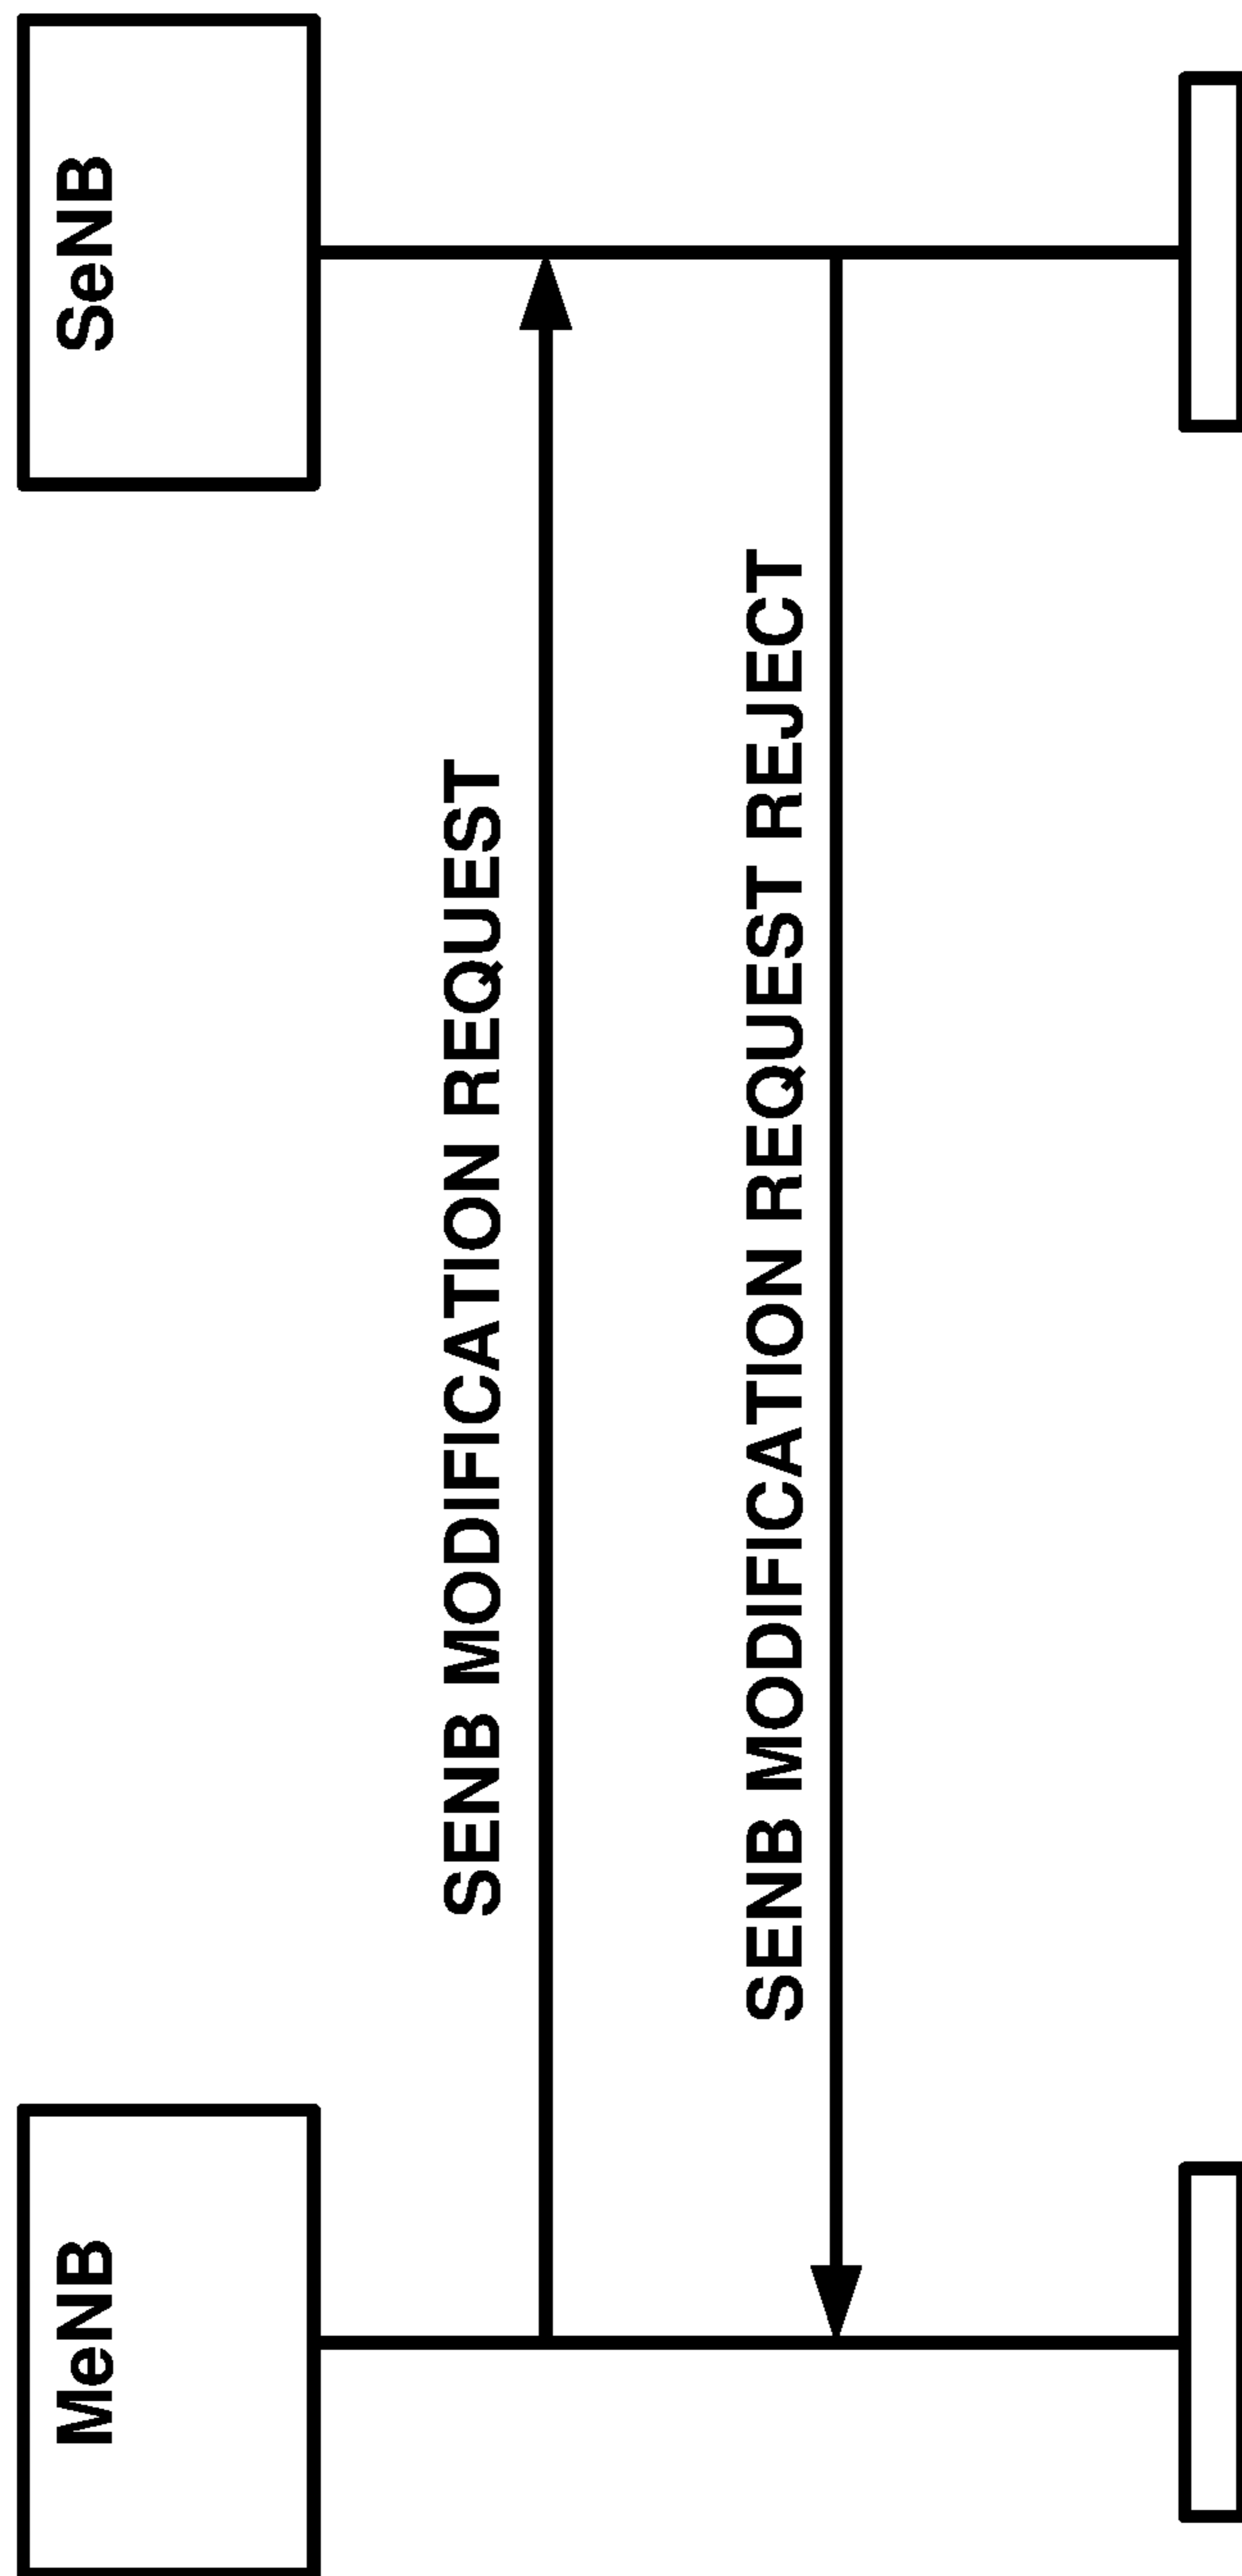 MeNB
SeNB
SENB MODIFICATION REQUEST
SENB MODIFICATION REQUEST REJECT